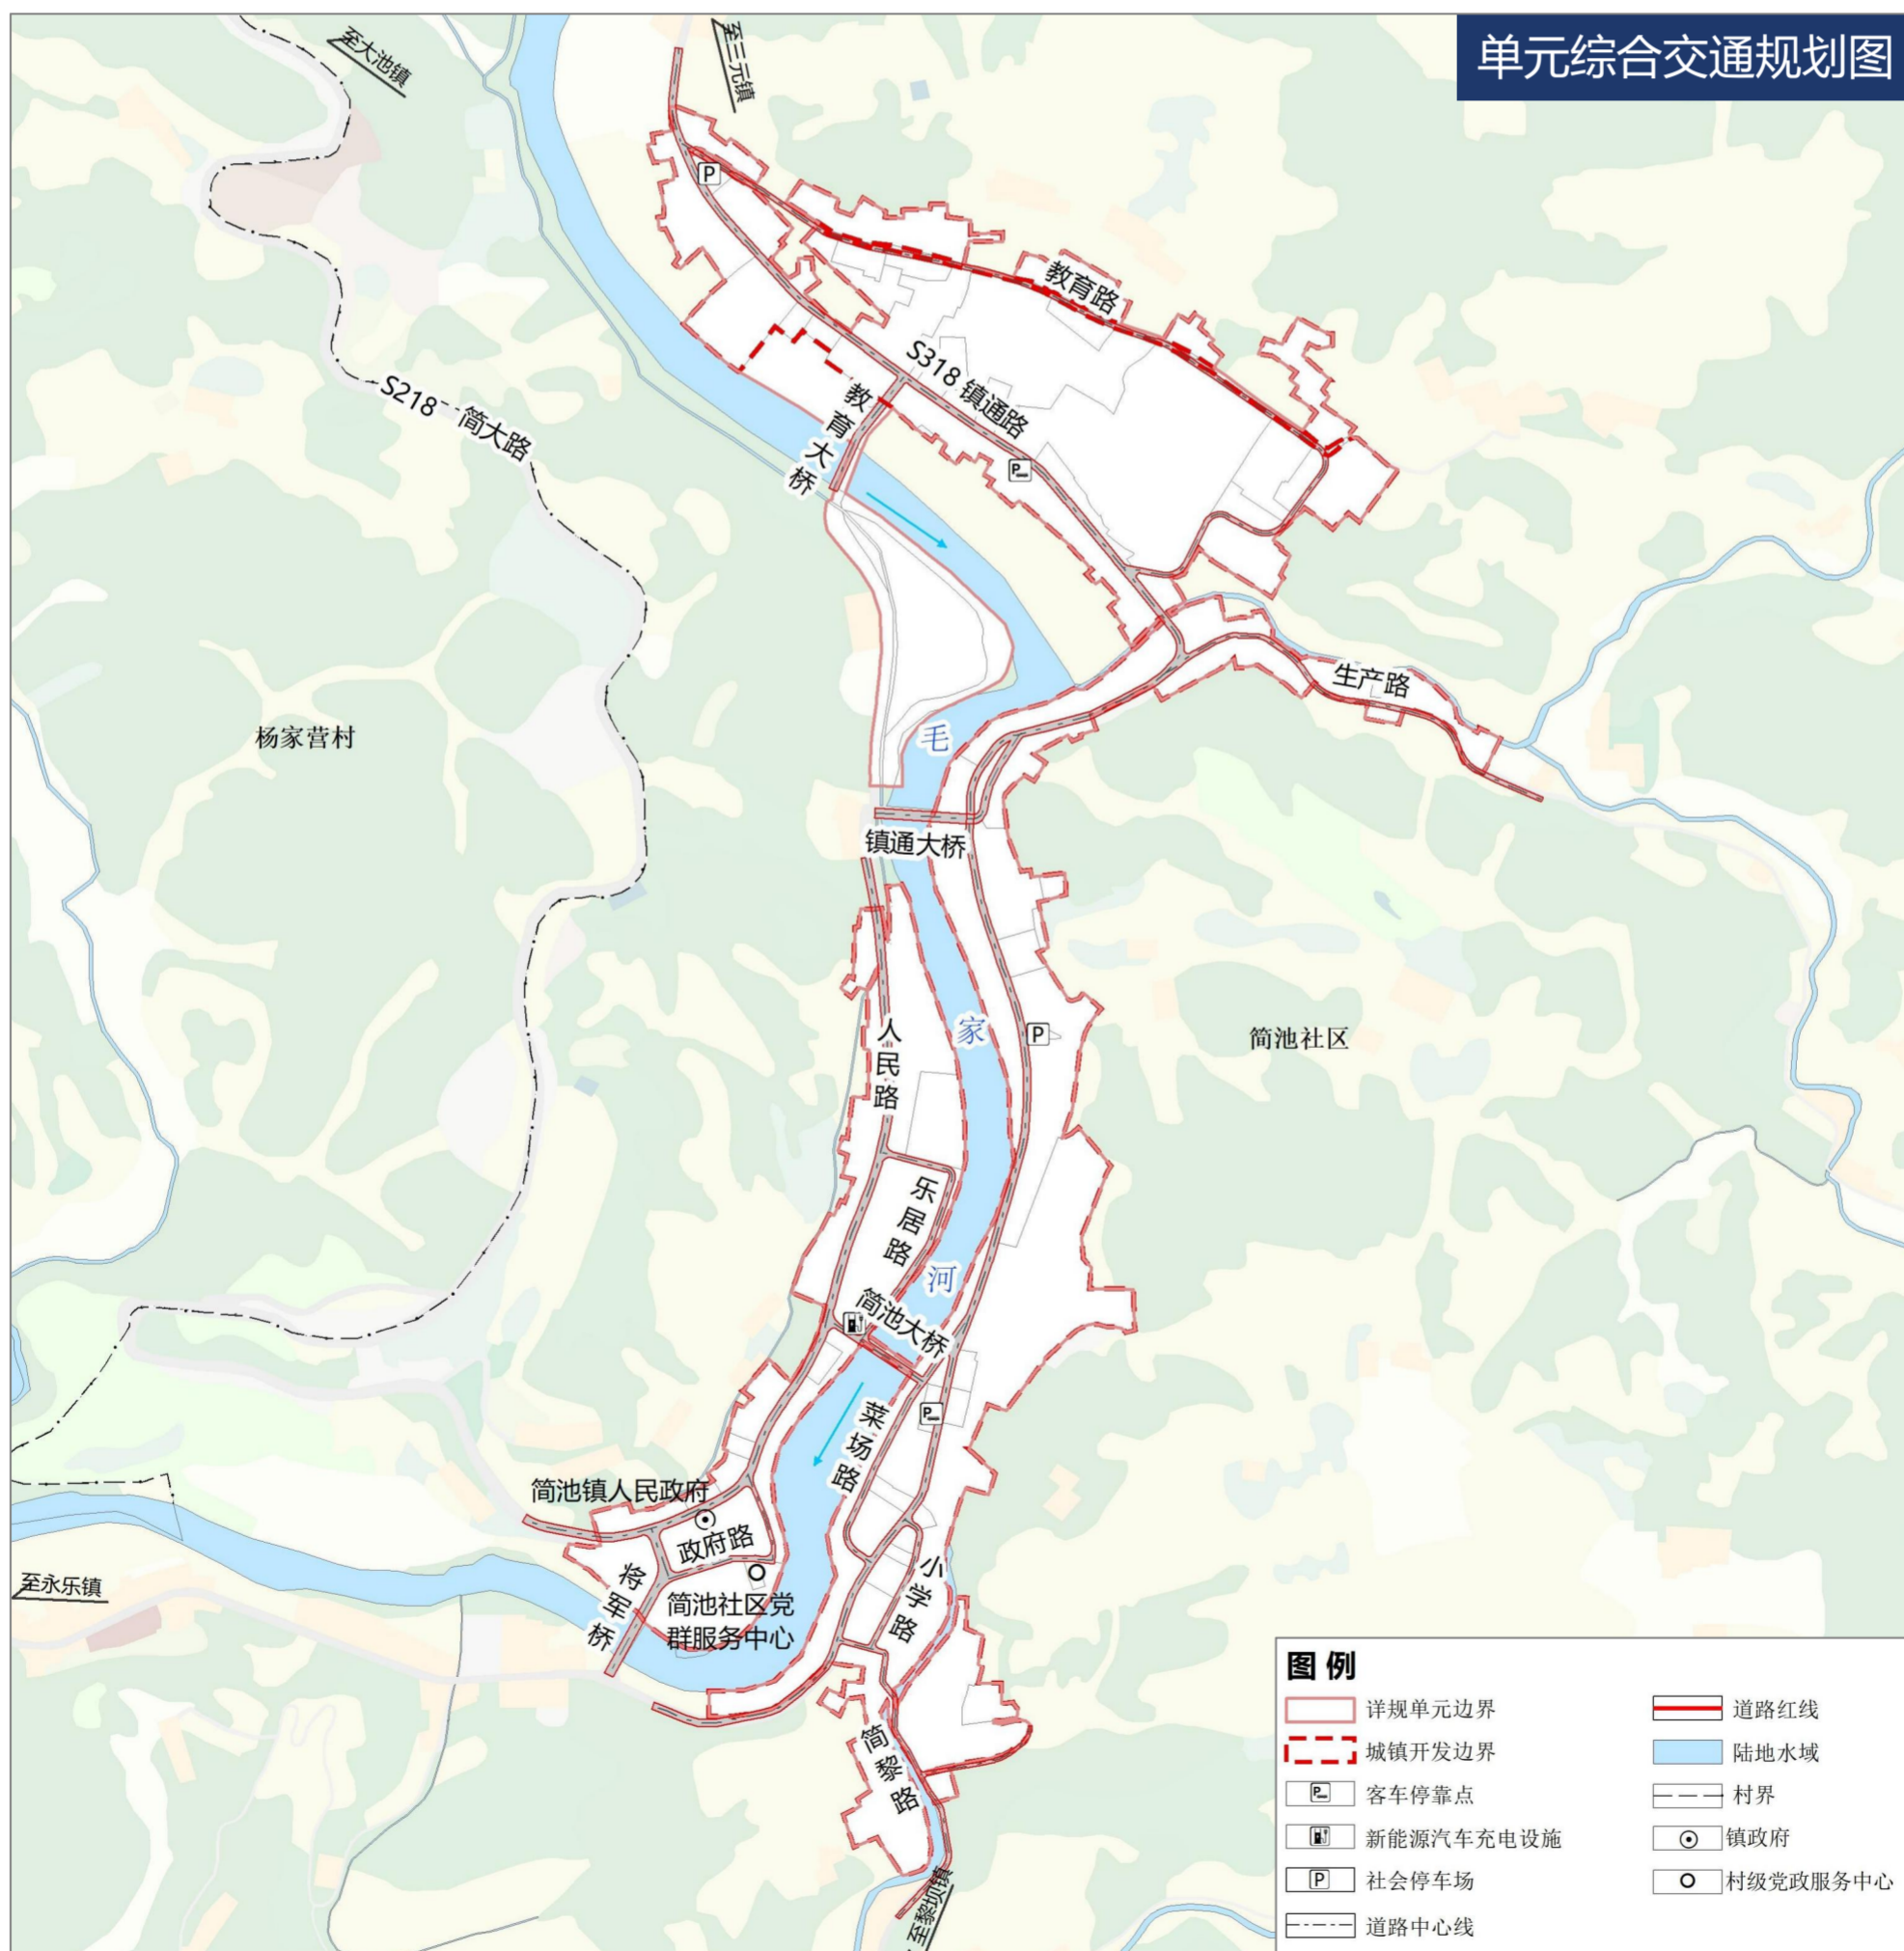 单元综合交通规划图
至大池镇
至三元镇
教育路
S318 镇通路
S218
简大路
教育大桥
生产路
杨家营村
毛家河
镇通大桥
简池社区
人民路
乐居路
简池大桥
菜场路
简池镇人民政府
政府路
将军桥
小学路
至永乐镇
简池社区党
群服务中心
简黎路
至黎坝镇
P
P
P
P
图例
详规单元边界
城镇开发边界
P
客车停靠点
新能源汽车充电设施
P
社会停车场
道路中心线
道路红线
陆地水域
村界
镇政府
村级党政服务中心